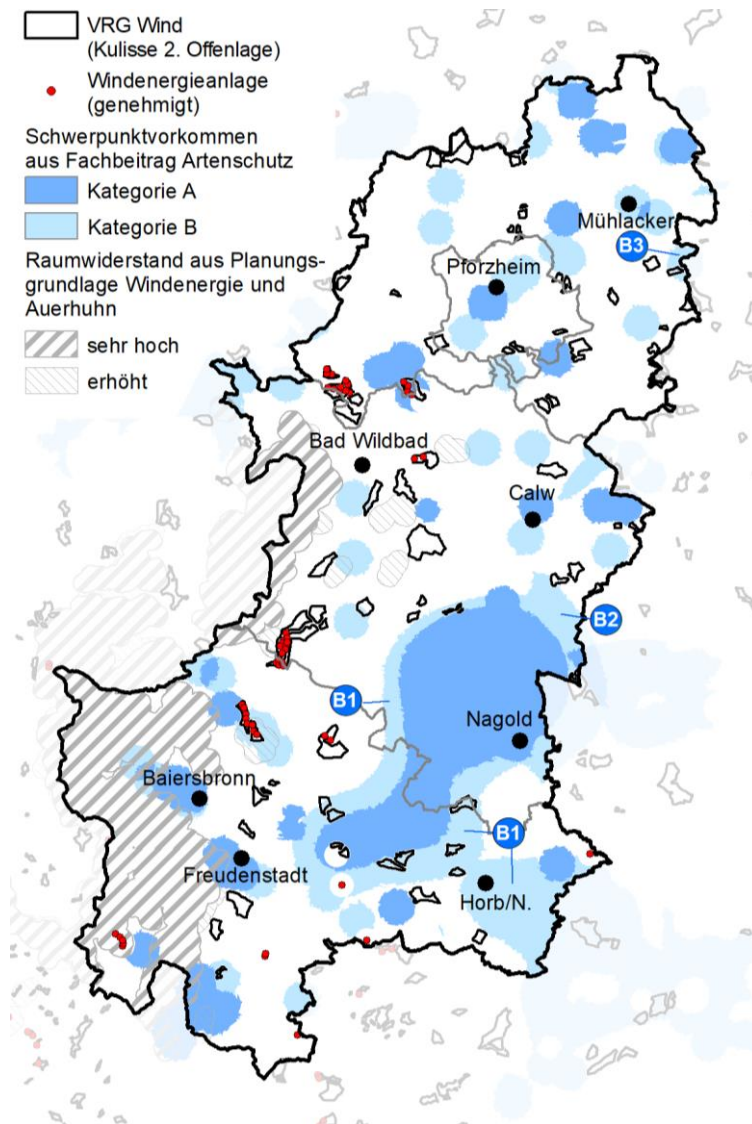 VRG Wind
(Kulisse 2. Offenlage)
Windenergieanlage
(genehmigt)
Schwerpunktvorkommen
aus Fachbeitrag Artenschutz
Kategorie A
Kategorie B
Raumwiderstand aus Planungs-
grundlage Windenergie und
Auerhuhn
sehr hoch
erhöht
Mühlacker
B3
Pforzheim
Bad Wildbad
Calw
B2
B1
Nagold
Baiersbronn
B1
Freudenstadt
Horb/N.